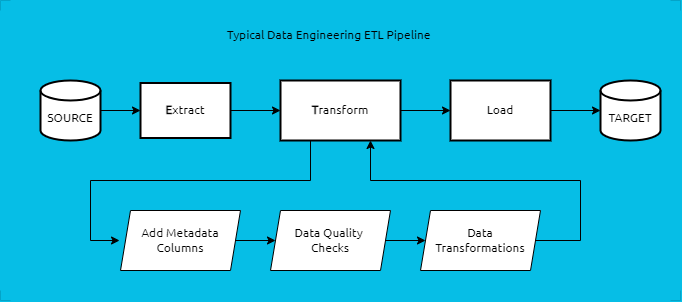 Typical Data Engineering ETL Pipeline
SOURCE
Extract
Transform
Load
TARGET
Add Metadata
Columns
Data Quality
Checks
Data
Transformations